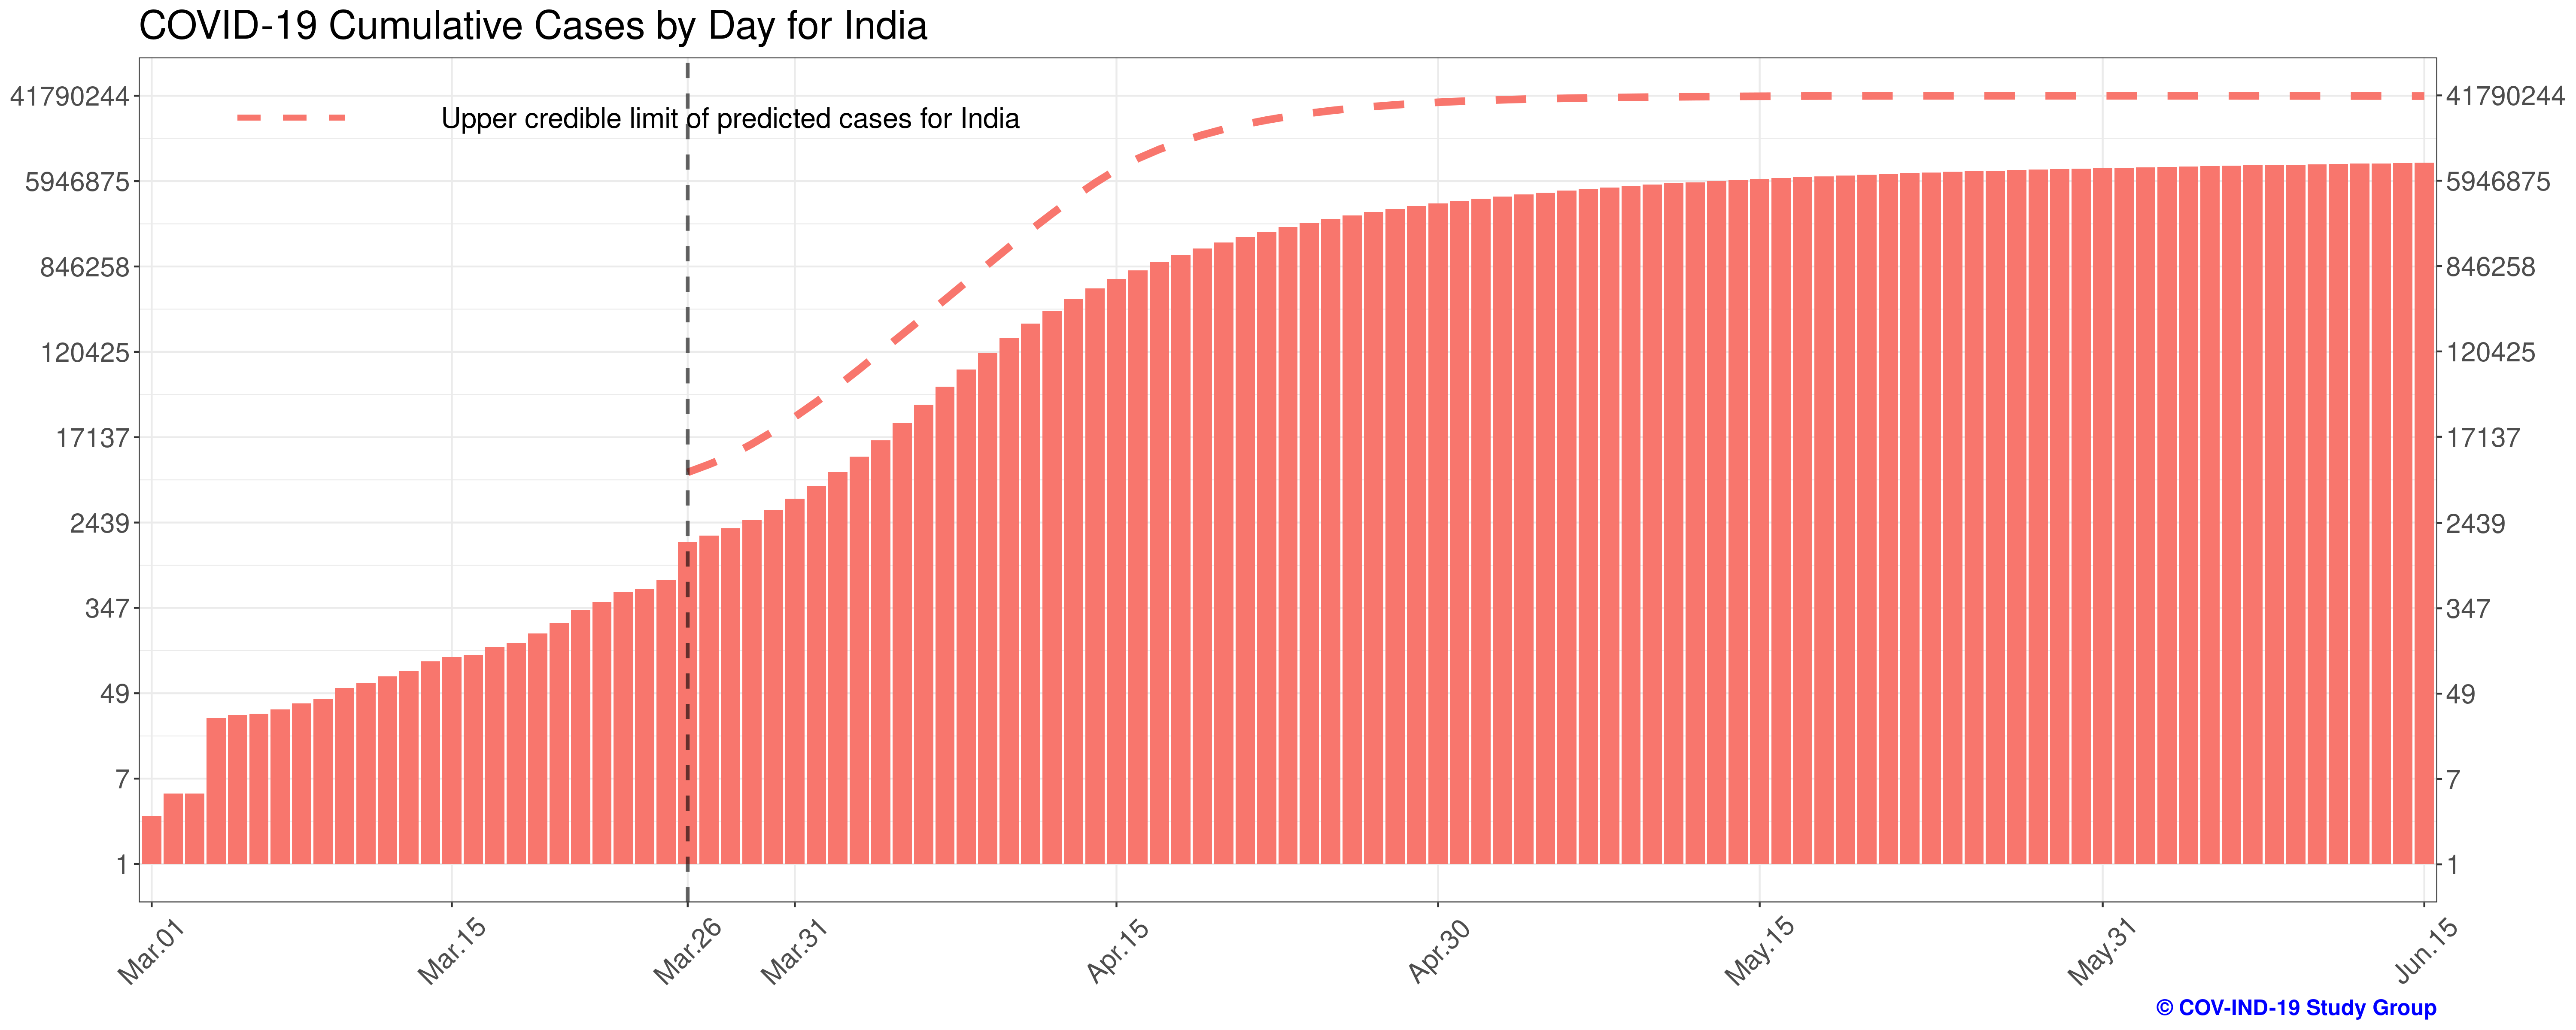 COVID-19 Cumulative Cases by Day for India
Upper credible limit of predicted cases for India
41790244
5946875
846258
120425
17137
2439
347
49
7
1
41790244
5946875
846258
120425
17137
2439
347
49
7
1
Mar.01
Mar.15
Mar.26
Mar.31
Apr.15
Apr.30
May.15
May.31
Jun.15
© COV-IND-19 Study Group